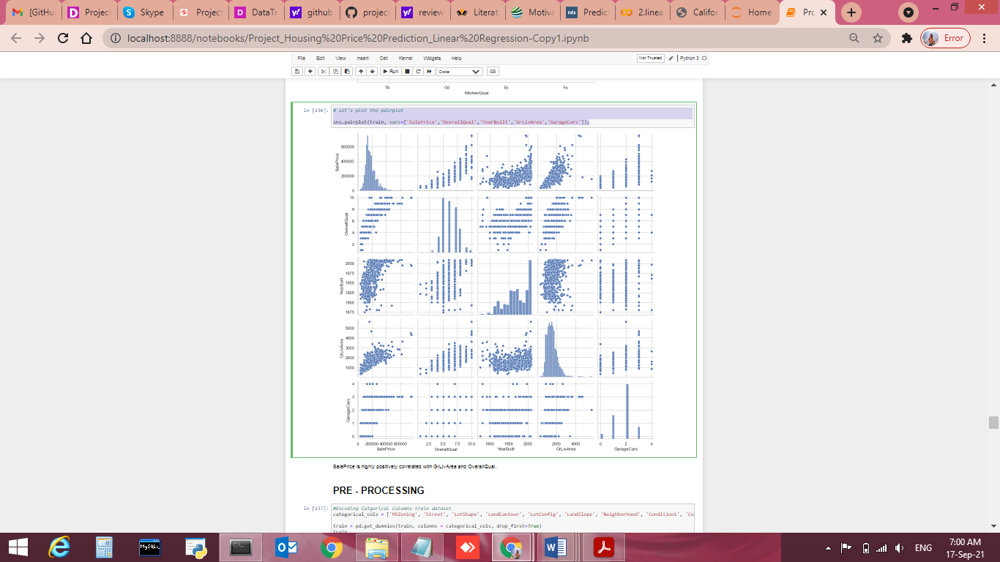 [GitHu
Project
Skype
Project
DataTr
github
project
review
Literat
Motiva
Predict
2.linea
Califor
Home
Pro
localhost:8888/notebooks/Project_Housing%20Price%20Prediction_Linear%20Regression-Copy1.ipynb
Error
File Edit View Insert Cell Kernel Widgets Help
Not Trusted
Python 3
Run
Code
TA Gd Ex Fa
KitchenQual
In [136]:
# Let's plot the pairplot
sns.pairplot(train, vars=['SalePrice','OverallQual','YearBuilt','GrLivArea','GarageCars']);
SalePrice
600000
400000
200000
0
OverallQual
10
8
6
4
2
YearBuilt
2000
1975
1950
1925
1900
1875
GrLivArea
5000
4000
3000
2000
1000
GarageCars
4
3
2
1
0
0 200000 400000 600000 2.5 5.0 7.5 10.0 1900 1950 2000 2000 4000 0 2 4
SalePrice OverallQual YearBuilt GrLivArea GarageCars
SalePrice is highly positively correlated with GrLivArea and OverallQual.
PRE - PROCESSING
In [137]:
#Encoding Catgorical Columns train dataset
categorical_cols = ['MSZoning', 'Street', 'LotShape', 'LandContour', 'LotConfig', 'LandSlope', 'Neighborhood', 'Condition1', 'Co
train = pd.get_dummies(train, columns = categorical_cols, drop_first=True)
train
MySQL
ENG
7:00 AM
17-Sep-21